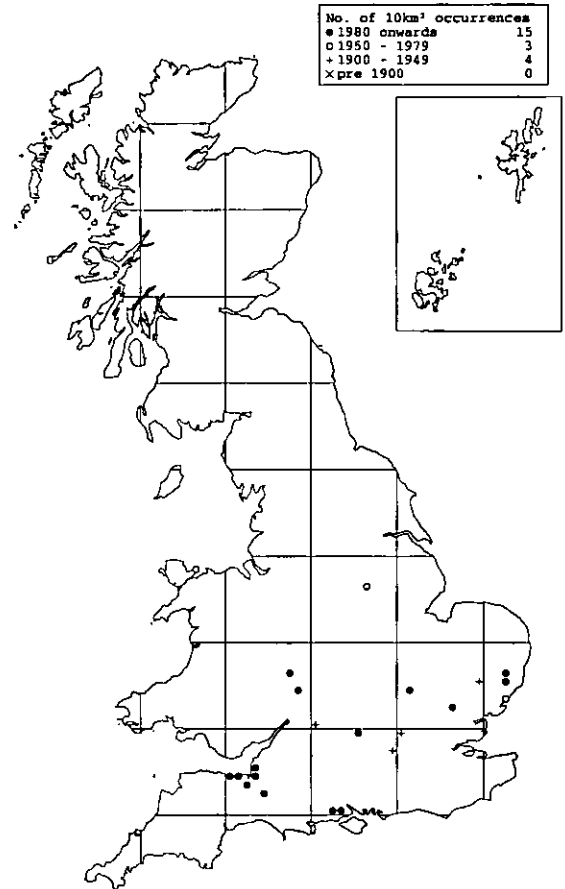 No. of 10km² occurrences
● 1980 onwards 15
○ 1950 - 1979 3
+ 1900 - 1949 4
× pre 1900 0